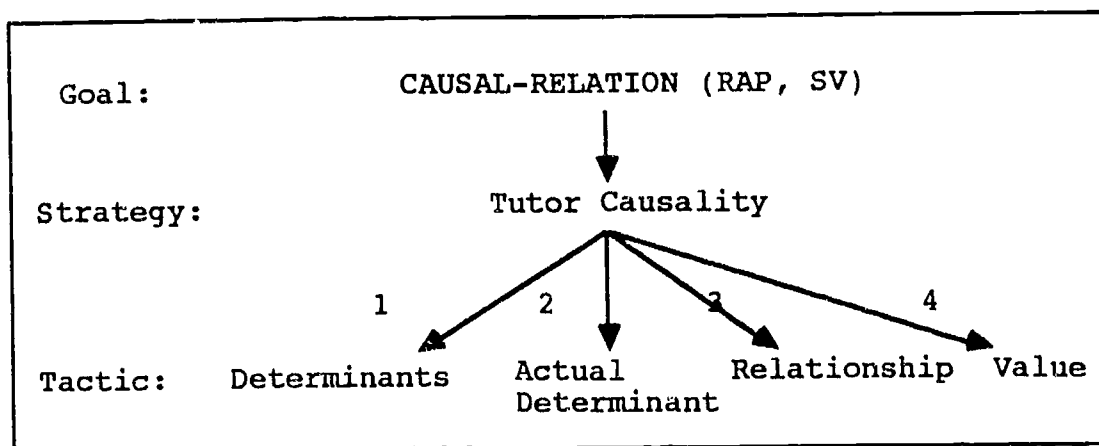 Goal: CAUSAL-RELATION (RAP, SV)
Strategy: Tutor Causality
1 2 3 4
Tactic: Determinants Actual Determinant Relationship Value